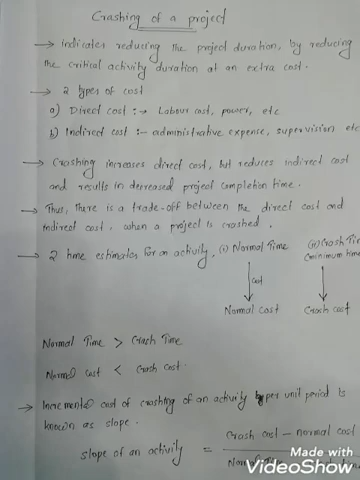 Crashing of a project
→ Indicates reducing the project duration, by reducing
the critical activity duration at an extra cost.
→ 2 types of cost
a) Direct cost :→ Labour cost, power, etc
b) Indirect cost :- administrative expense, supervision etc
→ Crashing increases direct cost, but reduces indirect cost
and results in decreased project completion time.
→ Thus, there is a trade-off between the direct cost and
indirect cost. when a project is crashed.
→ 2 time estimates for an activity. (i) Normal Time (ii) Crash Time
(minimum time
cost
Normal Cost Crash cost
Normal Time > Crash Time
Normal Cost < Crash cost.
→ Incremental cost of crashing of an activity per unit period is
known as slope.
slope of an activity = Crash cost - normal cost
Normal
Made with
VideoShow